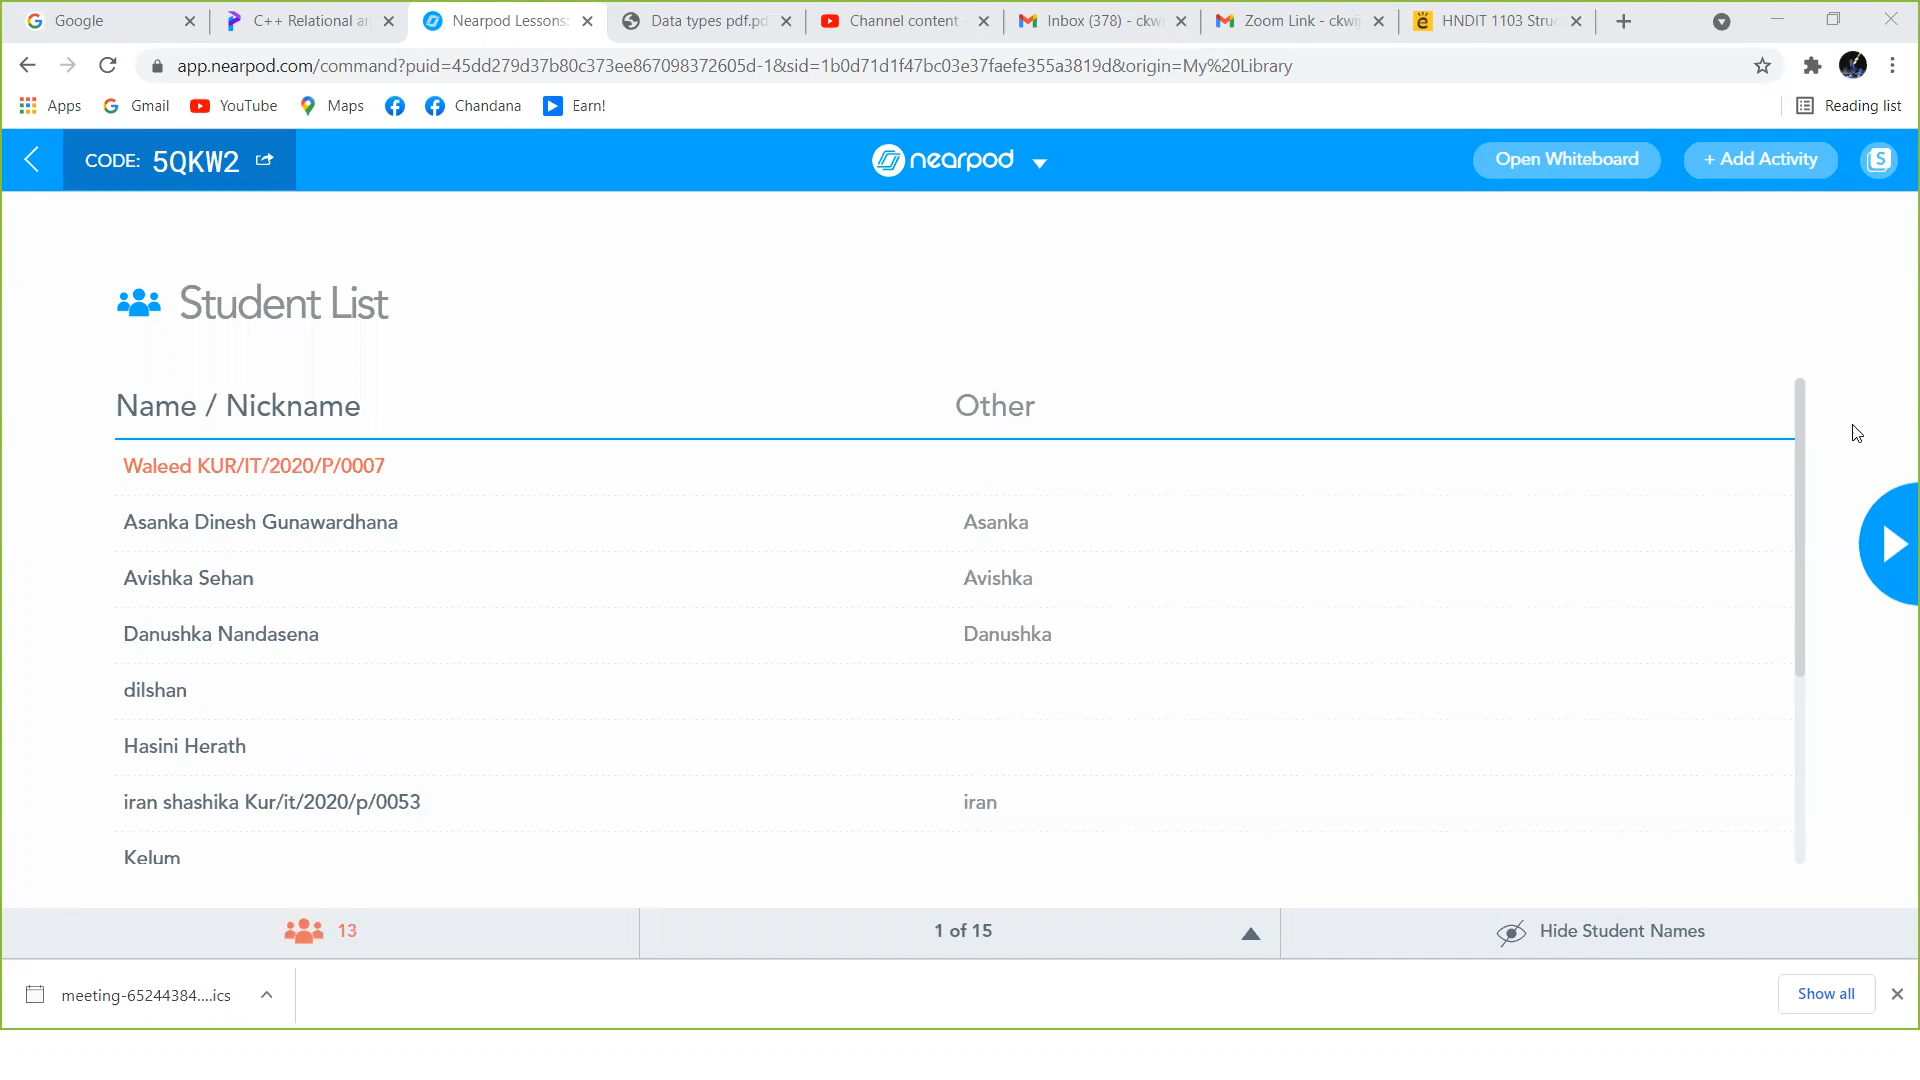 Google
C++ Relational a
Nearpod Lessons:
Data types pdf.pd
Channel content -
Inbox (378) - ckw
Zoom Link - ckwi
HNDIT 1103 Struc
app.nearpod.com/command?puid=45dd279d37b80c373ee867098372605d-1&sid=1b0d71d1f47bc03e37faefe355a3819d&origin=My%20Library
Apps
Gmail
YouTube
Maps
Chandana
Earn!
Reading list
CODE: 5QKW2
nearpod
Open Whiteboard
+ Add Activity
S
Student List
Name / Nickname
Other
Waleed KUR/IT/2020/P/0007
Asanka Dinesh Gunawardhana
Asanka
Avishka Sehan
Avishka
Danushka Nandasena
Danushka
dilshan
Hasini Herath
iran shashika Kur/it/2020/p/0053
iran
Kelum
13
1 of 15
Hide Student Names
meeting-65244384....ics
Show all